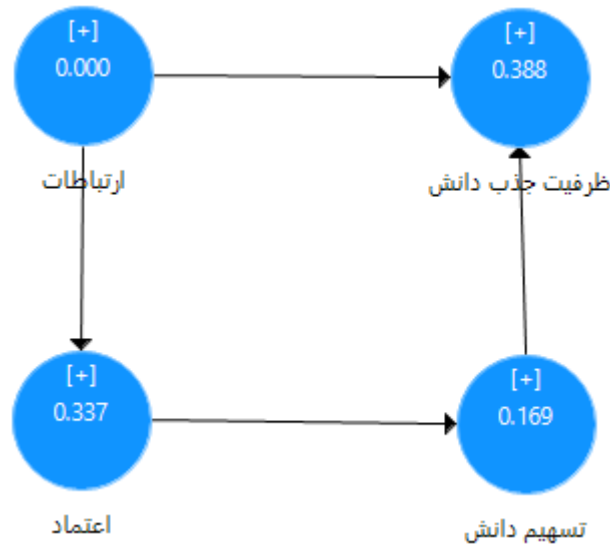 [+]
0.000
ارتباطات
[+]
0.388
ظرفیت جذب دانش
[+]
0.337
اعتماد
[+]
0.169
تسهیم دانش